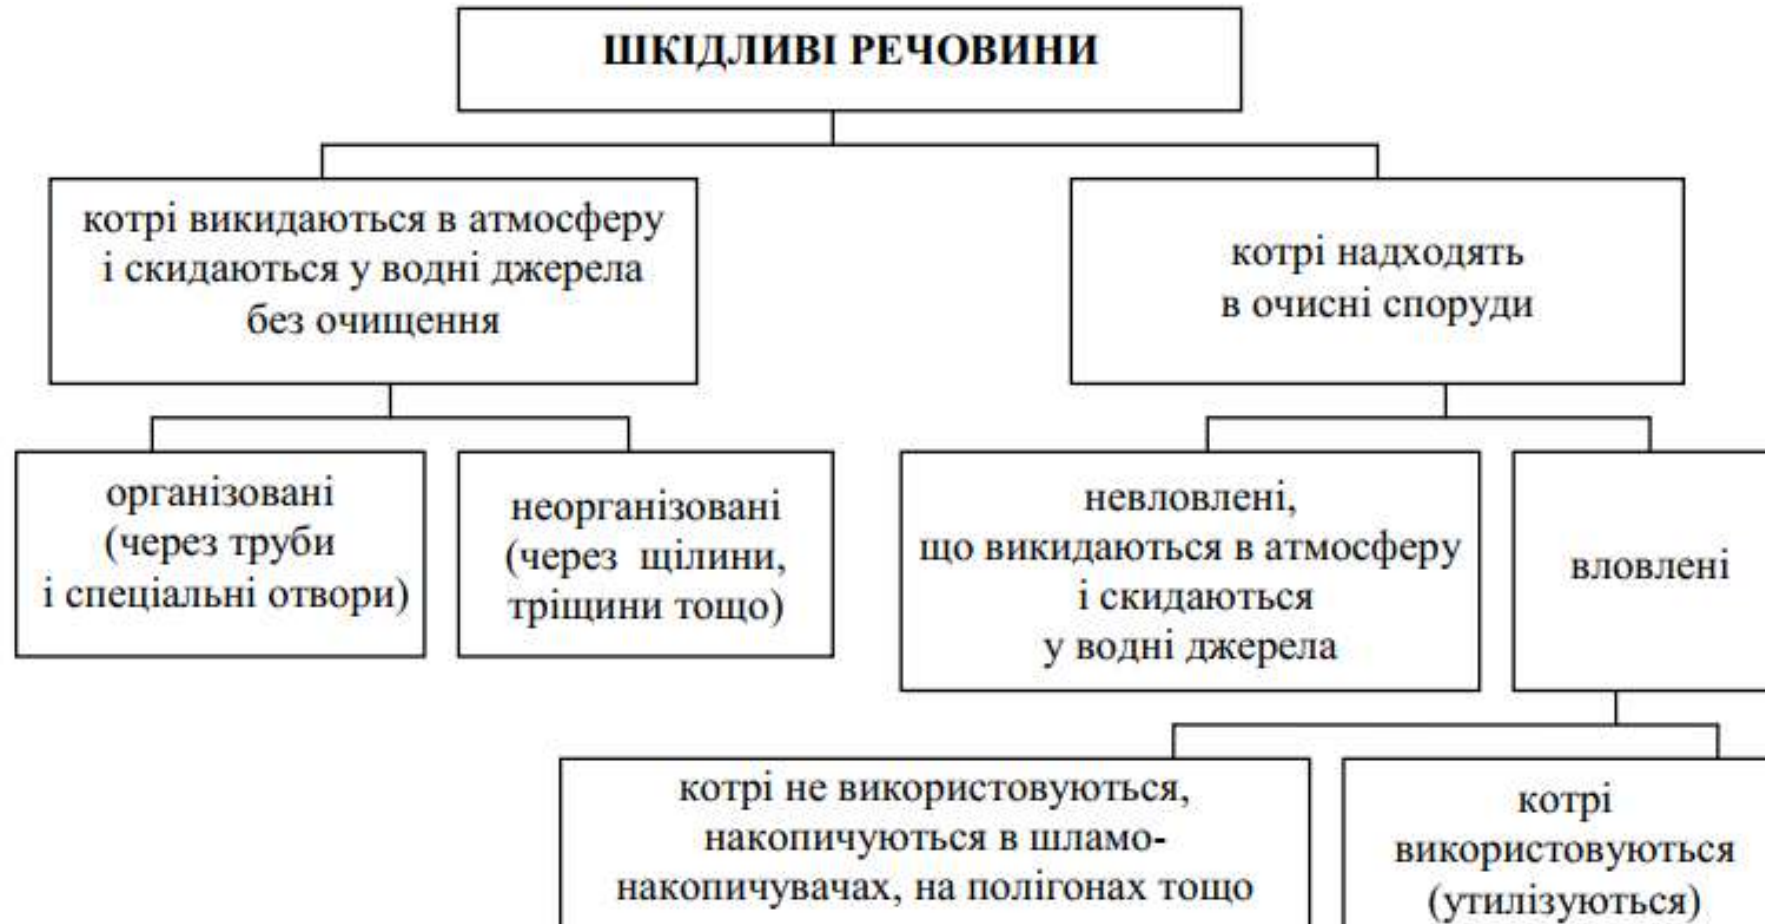 ШКІДЛИВІ РЕЧОВИНИ
котрі викидаються в атмосферу
і скидаються у водні джерела
без очищення
котрі надходять
в очисні споруди
організовані
(через труби
і спеціальні отвори)
неорганізовані
(через щілини,
тріщини тощо)
невловлені,
що викидаються в атмосферу
і скидаються
у водні джерела
вловлені
котрі не використовуються,
накопичуються в шламо-
накопичувачах, на полігонах тощо
котрі
використовуються
(утилізуються)